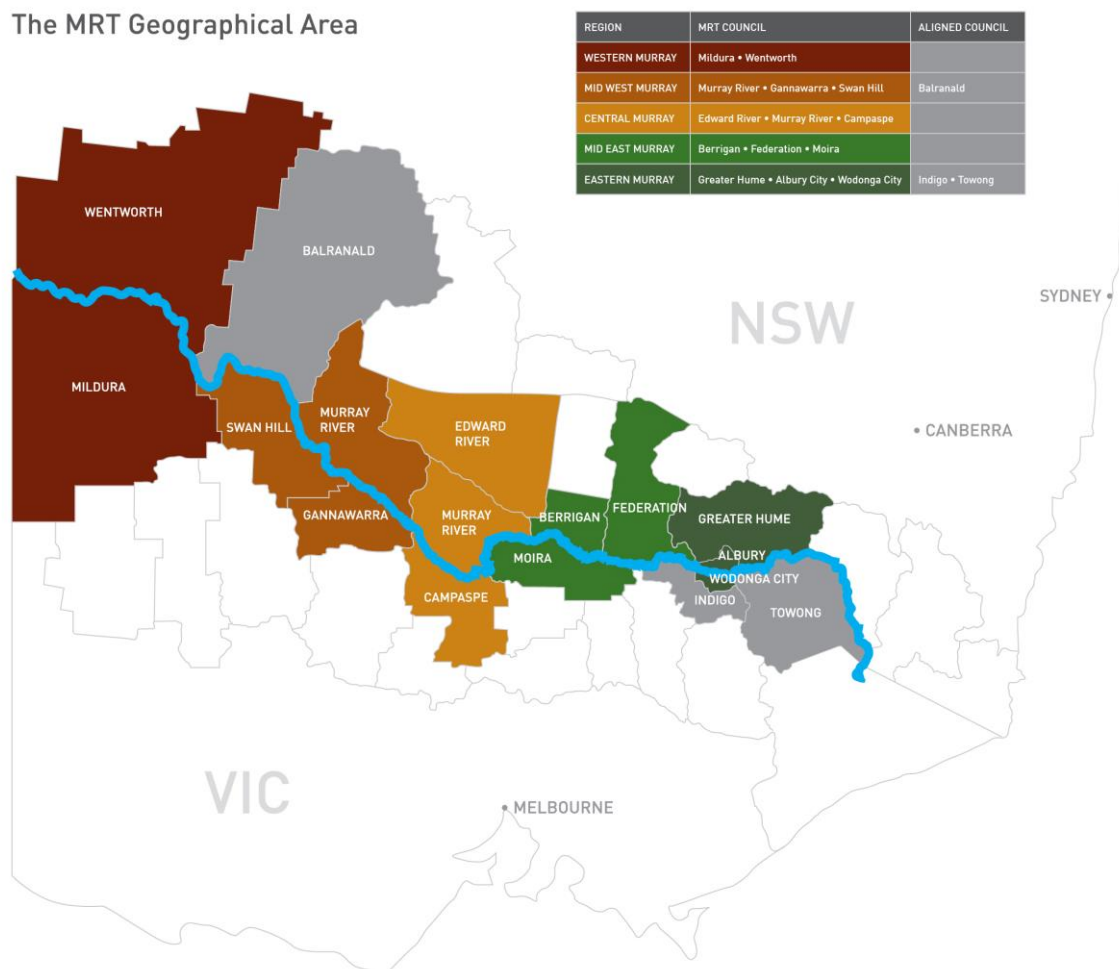 The MRT Geographical Area
REGION MRT COUNCIL ALIGNED COUNCIL
WESTERN MURRAY Mildura • Wentworth
MID WEST MURRAY Murray River • Gannawarra • Swan Hill Balranald
CENTRAL MURRAY Edward River • Murray River • Campaspe
MID EAST MURRAY Berrigan • Federation • Moira
EASTERN MURRAY Greater Hume • Albury City • Wodonga City Indigo • Towong
WENTWORTH
BALRANALD
SYDNEY
NSW
MILDURA
MURRAY
RIVER
SWAN HILL
EDWARD
RIVER
CANBERRA
GANNAWARRA
MURRAY
RIVER
BERRIGAN
FEDERATION
GREATER HUME
MOIRA
ALBURY
WODONGA CITY
CAMPASPE
INDIGO
TOWONG
VIC
MELBOURNE